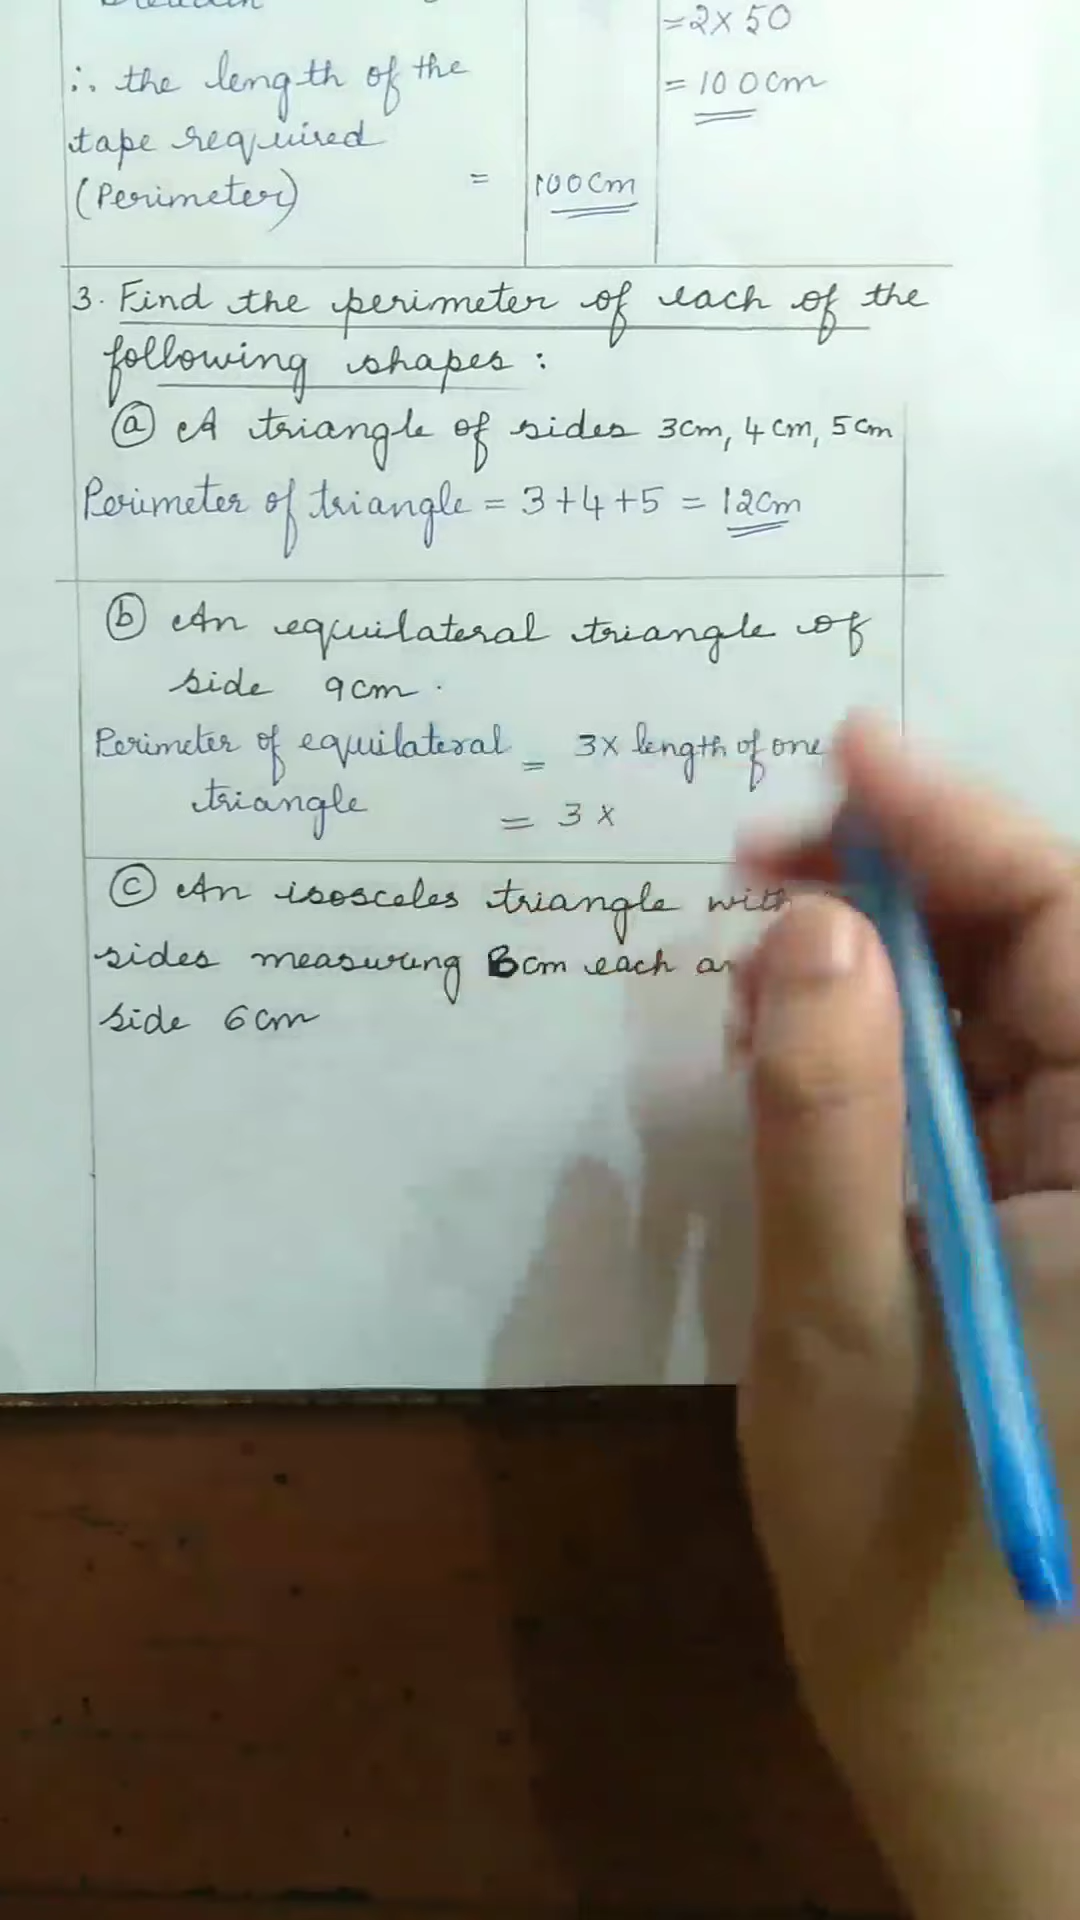 =2×50
∴ the length of the
= 100cm
tape required
(Perimeter) = 100cm
3. Find the perimeter of each of the
following shapes :
ⓐ A triangle of sides 3cm, 4cm, 5cm
Perimeter of triangle = 3+4+5 = 12cm
ⓑ An equilateral triangle of
side 9cm.
Perimeter of equilateral = 3× length of one
triangle = 3×
ⓒ An isosceles triangle with
sides measuring 8cm each
side 6cm